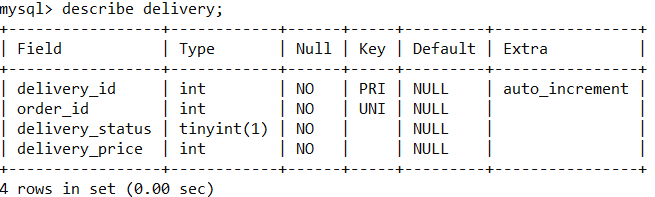 mysql> describe delivery;
+-----------------+------------+------+-----+---------+----------------+
| Field           | Type       | Null | Key | Default | Extra          |
+-----------------+------------+------+-----+---------+----------------+
| delivery_id     | int        | NO   | PRI | NULL    | auto_increment |
| order_id        | int        | NO   | UNI | NULL    |                |
| delivery_status | tinyint(1) | NO   |     | NULL    |                |
| delivery_price  | int        | NO   |     | NULL    |                |
+-----------------+------------+------+-----+---------+----------------+
4 rows in set (0.00 sec)